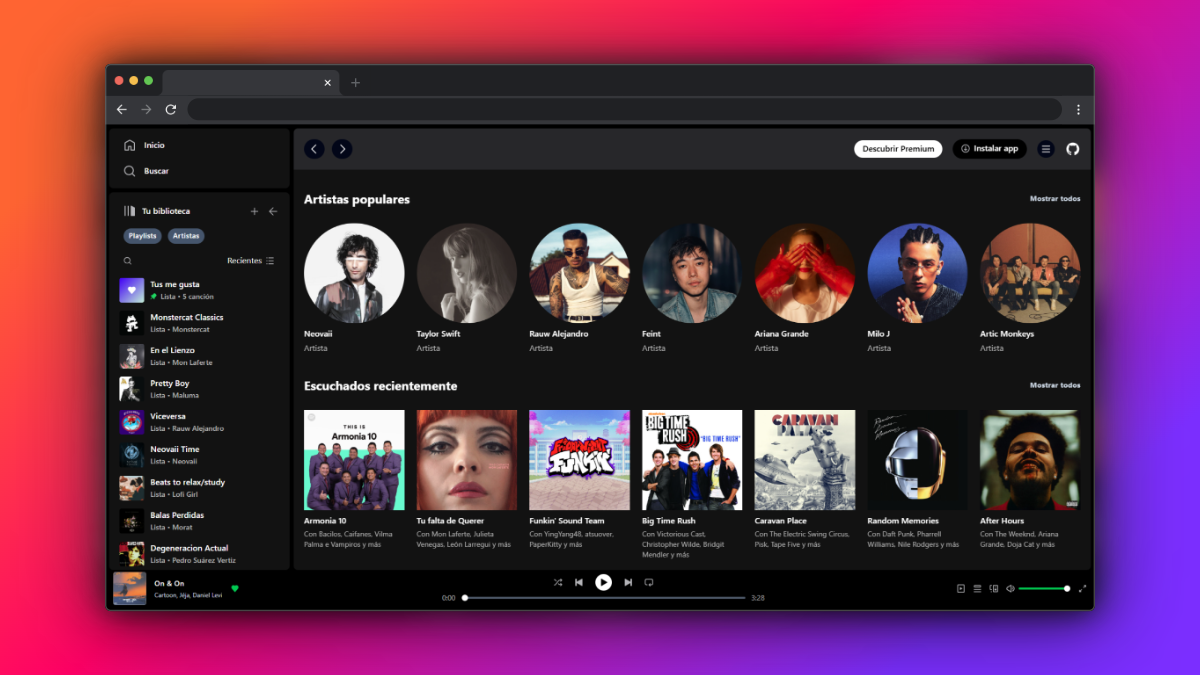 Inicio
Buscar
Tu biblioteca
Playlists
Artistas
Recientes
Tus me gusta
Lista • 5 canción
Monstercat Classics
Lista • Monstercat
En el Lienzo
Lista • Mon Laferte
Pretty Boy
Lista • Maluma
Viceversa
Lista • Rauw Alejandro
Neovaii Time
Lista • Neovaii
Beats to relax/study
Lista • Lofi Girl
Balas Perdidas
Lista • Morat
Degeneracion Actual
Lista • Pedro Suárez Vertiz
Descubrir Premium
Instalar app
Artistas populares
Mostrar todos
Neovaii
Artista
Taylor Swift
Artista
Rauw Alejandro
Artista
Feint
Artista
Ariana Grande
Artista
Milo J
Artista
Artic Monkeys
Artista
Escuchados recientemente
Mostrar todos
THIS IS
Armonia 10
Armonia 10
Con Bacilos, Caifanes, Vilma
Palma e Vampiros y más
Tu falta de Querer
Con Mon Laferte, Julieta
Venegas, León Larregui y más
FRIDAY NIGHT
FUNKIN'
Funkin' Sound Team
Con YingYang48, atsuover,
PaperKitty y más
BIG TIME
RUSH
"BIG TIME RUSH"
Big Time Rush
Con Victorious Cast,
Christopher Wilde, Bridgit
Mendler y más
CARAVAN
PALACE
Caravan Place
Con The Electric Swing Circus,
Pisk, Tape Five y más
Random Memories
Con Daft Punk, Pharrell
Williams, Nile Rodgers y más
After Hours
Con The Weeknd, Ariana
Grande, Doja Cat y más
On & On
Cartoon, Jéja, Daniel Levi
0:00
3:28